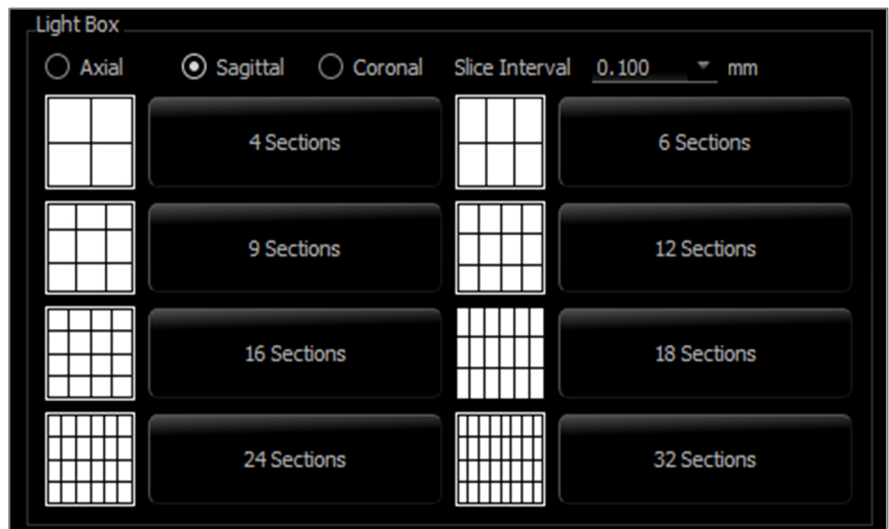 Light Box
Axial Sagittal Coronal Slice Interval 0.100 mm
4 Sections 6 Sections
9 Sections 12 Sections
16 Sections 18 Sections
24 Sections 32 Sections